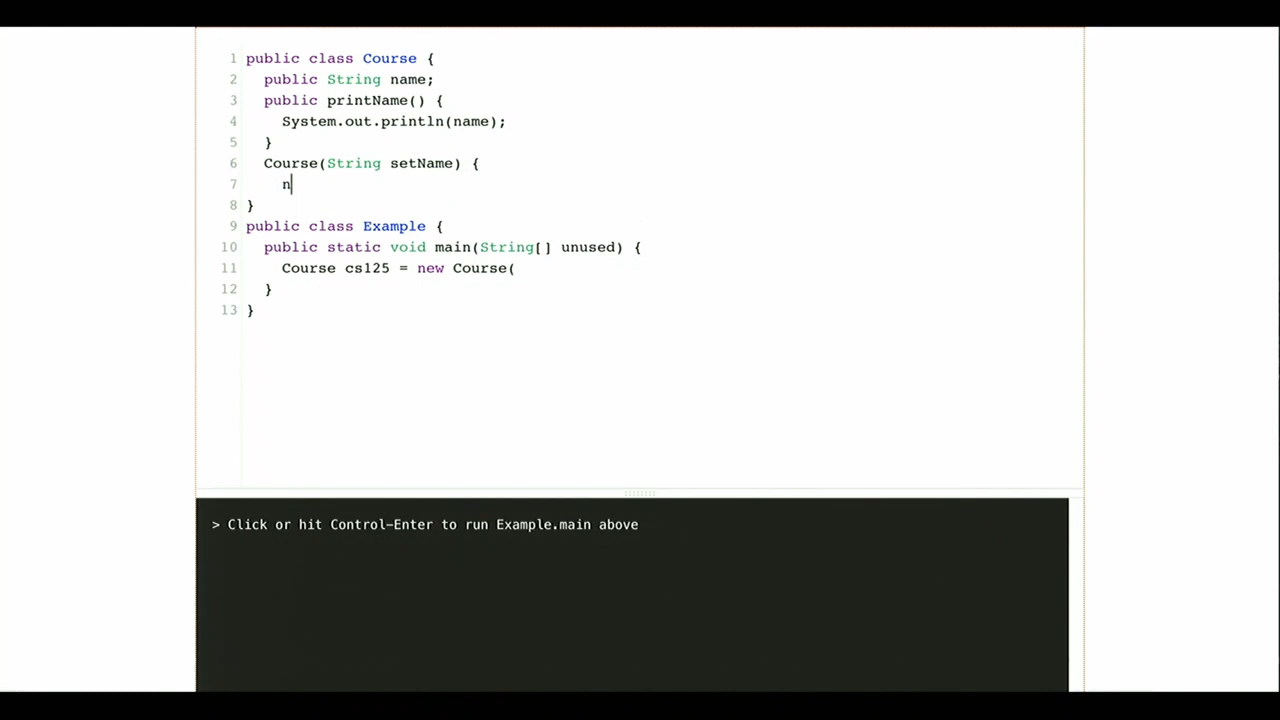 1 public class Course {
2 public String name;
3 public printName() {
4 System.out.println(name);
5 }
6 Course(String setName) {
7 n
8 }
9 public class Example {
10 public static void main(String[] unused) {
11 Course cs125 = new Course(
12 }
13 }
> Click or hit Control-Enter to run Example.main above